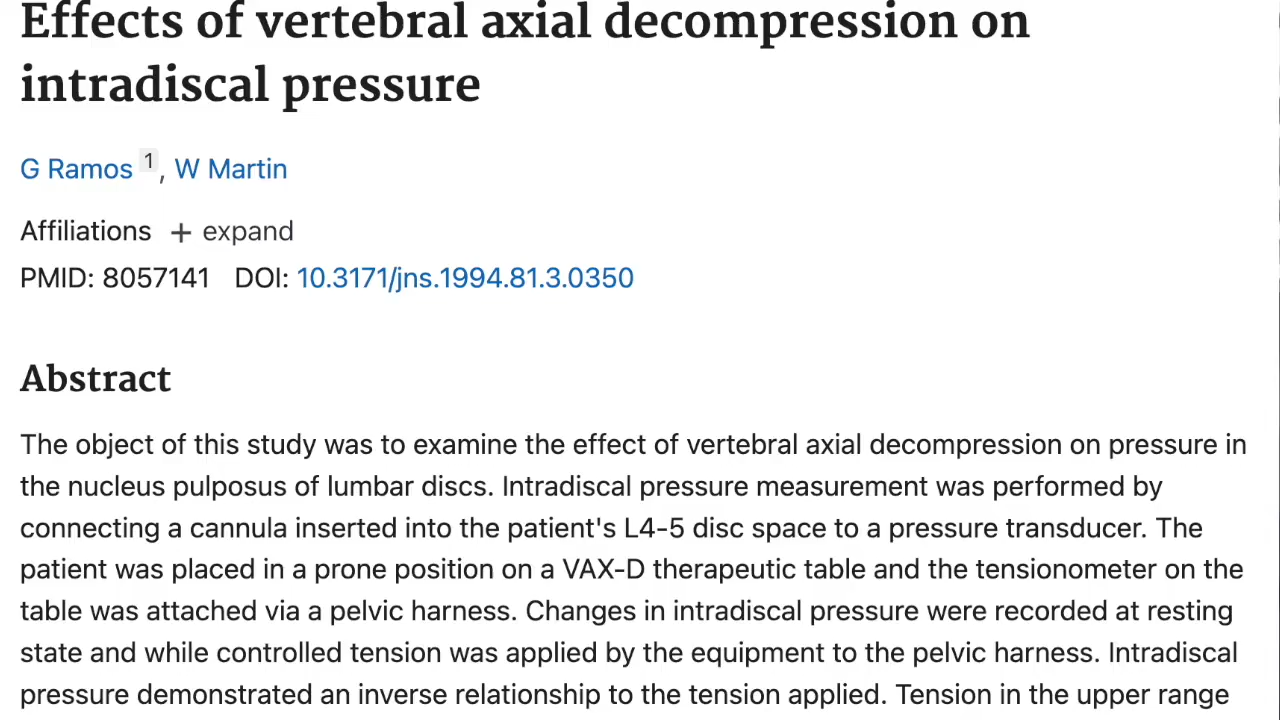 Effects of vertebral axial decompression on
intradiscal pressure
G Ramos 1, W Martin
Affiliations + expand
PMID: 8057141 DOI: 10.3171/jns.1994.81.3.0350
Abstract
The object of this study was to examine the effect of vertebral axial decompression on pressure in
the nucleus pulposus of lumbar discs. Intradiscal pressure measurement was performed by
connecting a cannula inserted into the patient's L4-5 disc space to a pressure transducer. The
patient was placed in a prone position on a VAX-D therapeutic table and the tensionometer on the
table was attached via a pelvic harness. Changes in intradiscal pressure were recorded at resting
state and while controlled tension was applied by the equipment to the pelvic harness. Intradiscal
pressure demonstrated an inverse relationship to the tension applied. Tension in the upper range